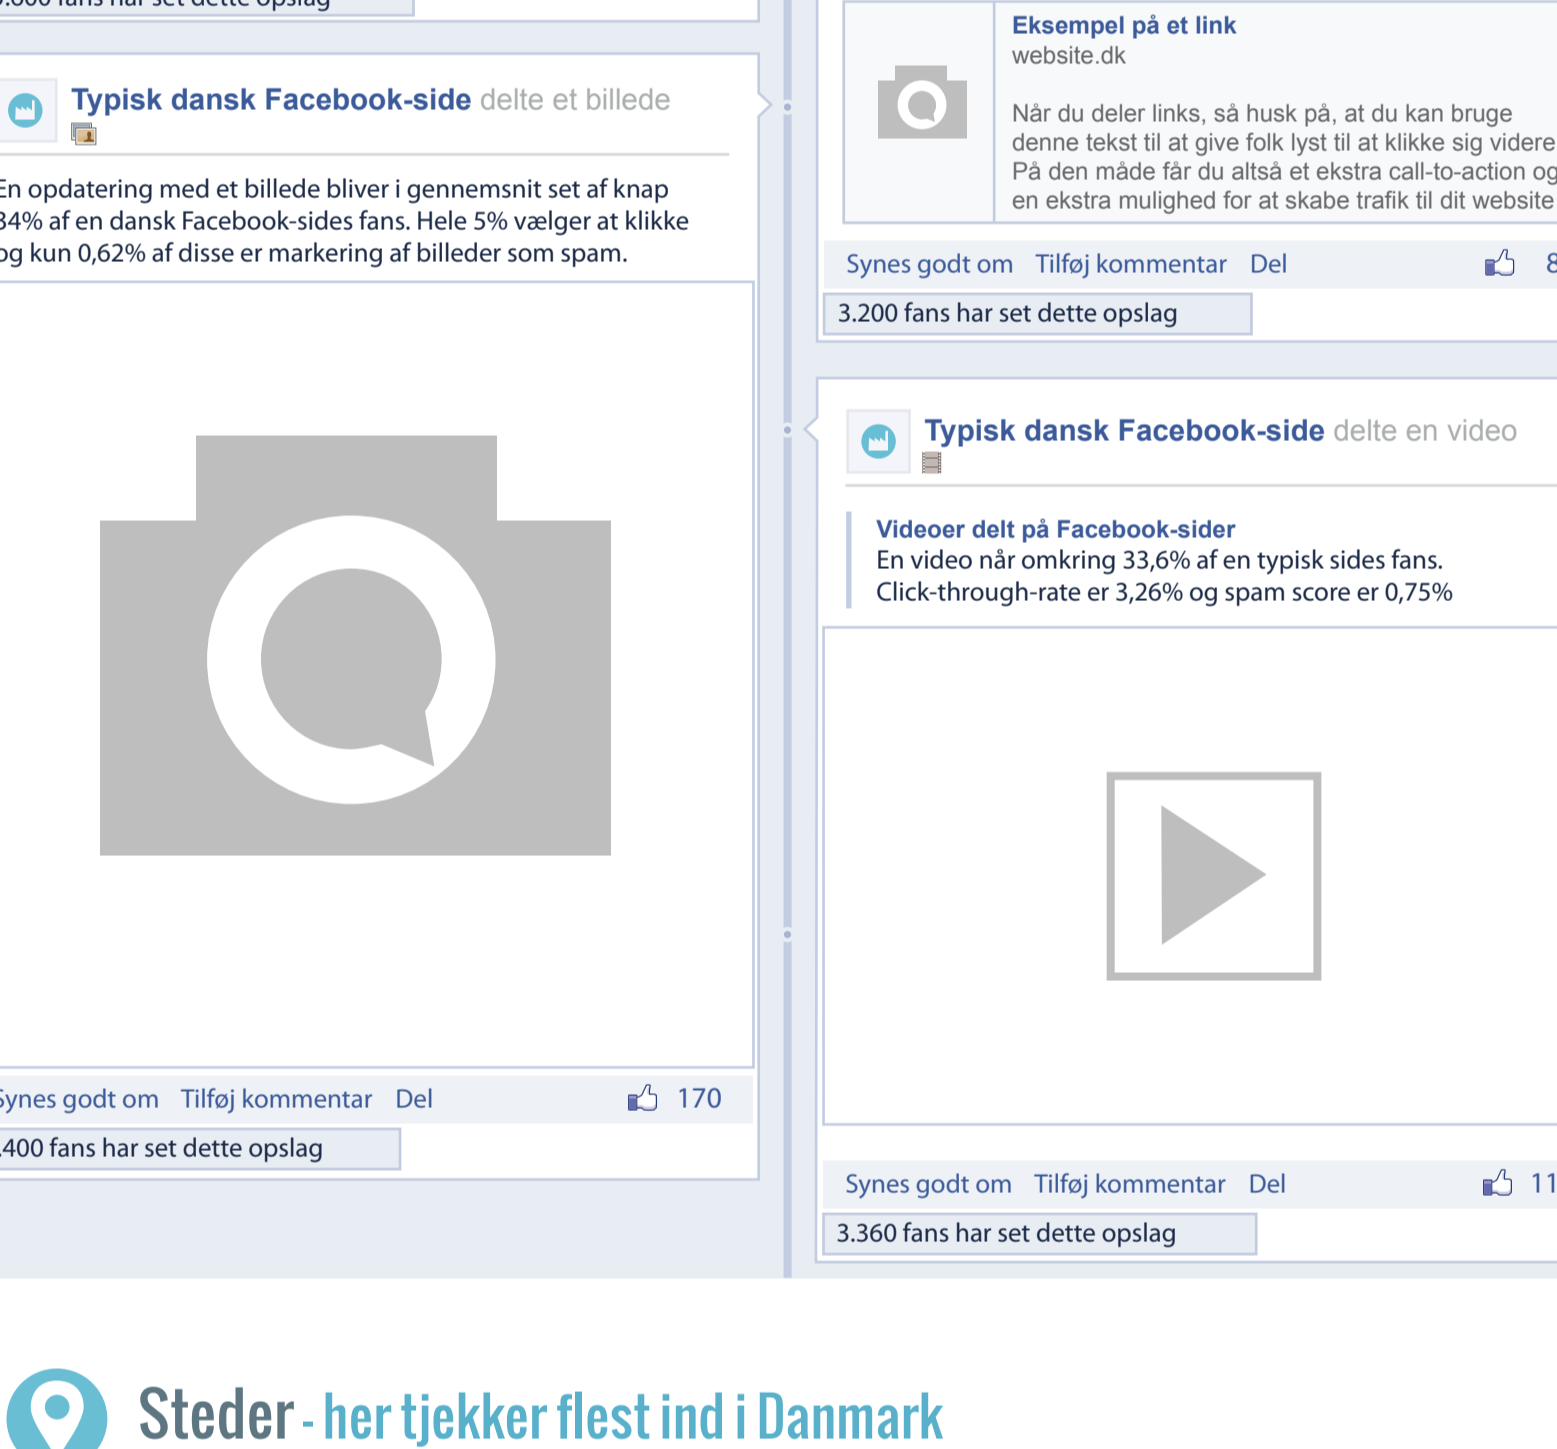 fans har set dette opslag
Typisk dansk Facebook-side delte et billede
En opdatering med et billede bliver i gennemsnit set af knap
34% af en dansk Facebook-sides fans. Hele 5% vælger at klikke
og kun 0,62% af disse er markering af billeder som spam.
Synes godt om Tilføj kommentar Del 170
.400 fans har set dette opslag
Eksempel på et link
website.dk
Når du deler links, så husk på, at du kan bruge
denne tekst til at give folk lyst til at klikke sig videre
På den måde får du altså et ekstra call-to-action og
en ekstra mulighed for at skabe trafik til dit website
Synes godt om Tilføj kommentar Del 8
3.200 fans har set dette opslag
Typisk dansk Facebook-side delte en video
Videoer delt på Facebook-sider
En video når omkring 33,6% af en typisk sides fans.
Click-through-rate er 3,26% og spam score er 0,75%
Synes godt om Tilføj kommentar Del 11
3.360 fans har set dette opslag
Steder - her tjekker flest ind i Danmark